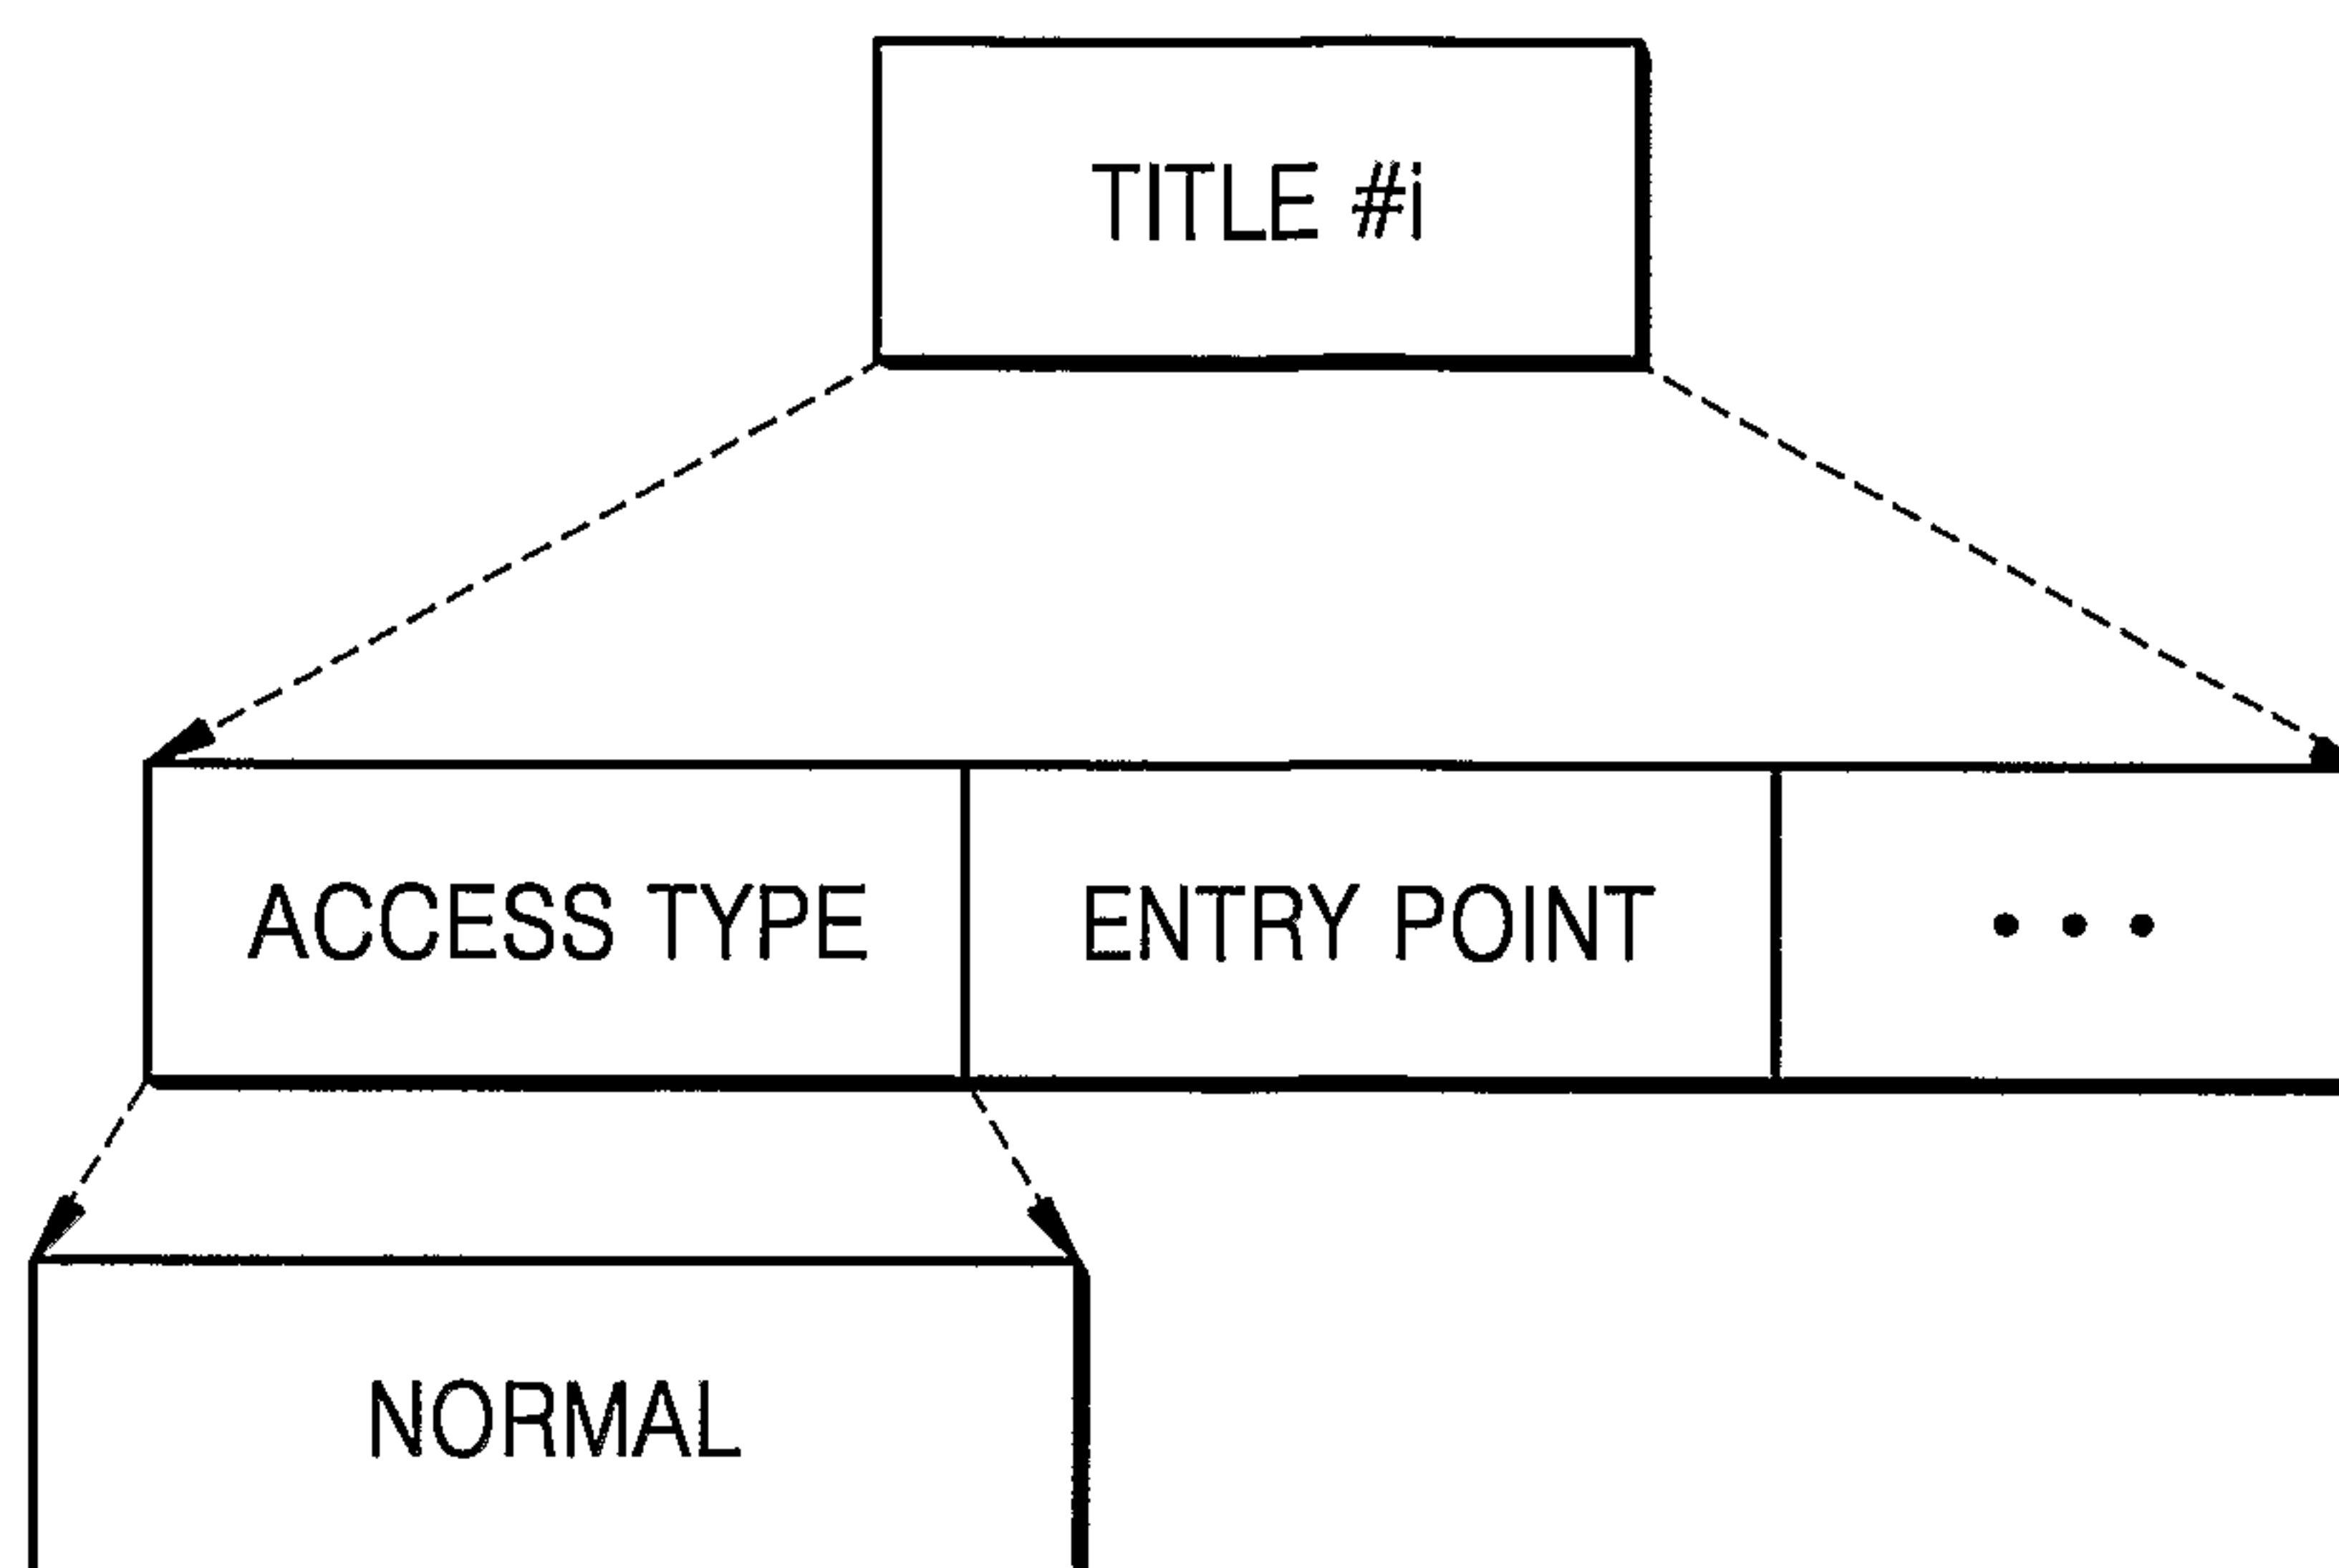 TITLE #i
ACCESS TYPE ENTRY POINT • • •
NORMAL